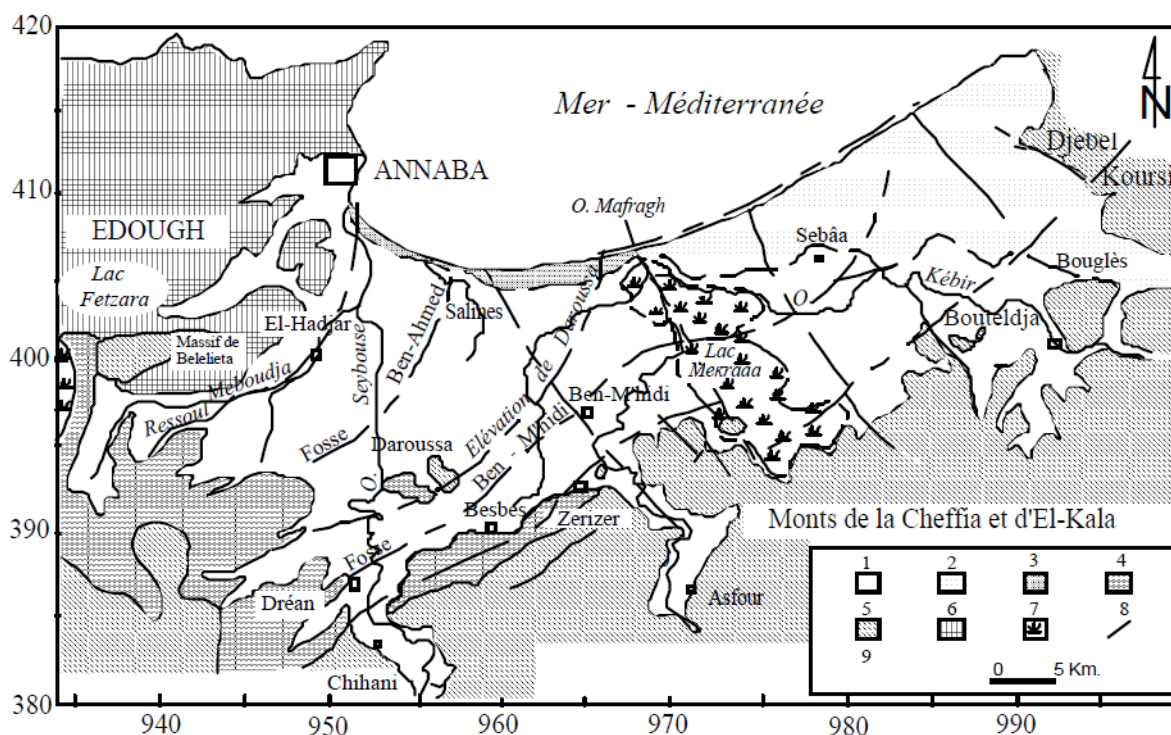 420
410
400
390
380
Mer - Méditerranée
N
Djebel
Koursi
ANNABA
O. Mafragh
EDOUGH
Sebâa
Lac
Fetzara
Bouglès
Kébir
O.
Ben-Ahmed
Salines
Daroussa
El-Hadjar
Bouteldja
Massif de
Belelieta
Seybouse
de
Lac
Mekrada
Meboudja
Ressoul
Ben-M'hidi
Elévation
Fosse
Daroussa
Ben - M'hidi
O.
Besbés
Zerizer
Monts de la Cheffia et d'El-Kala
Fosse
Dréan
Asfour
Chihani
1 2 3 4
5 6 7 8
9
0 5 Km.
940 950 960 970 980 990